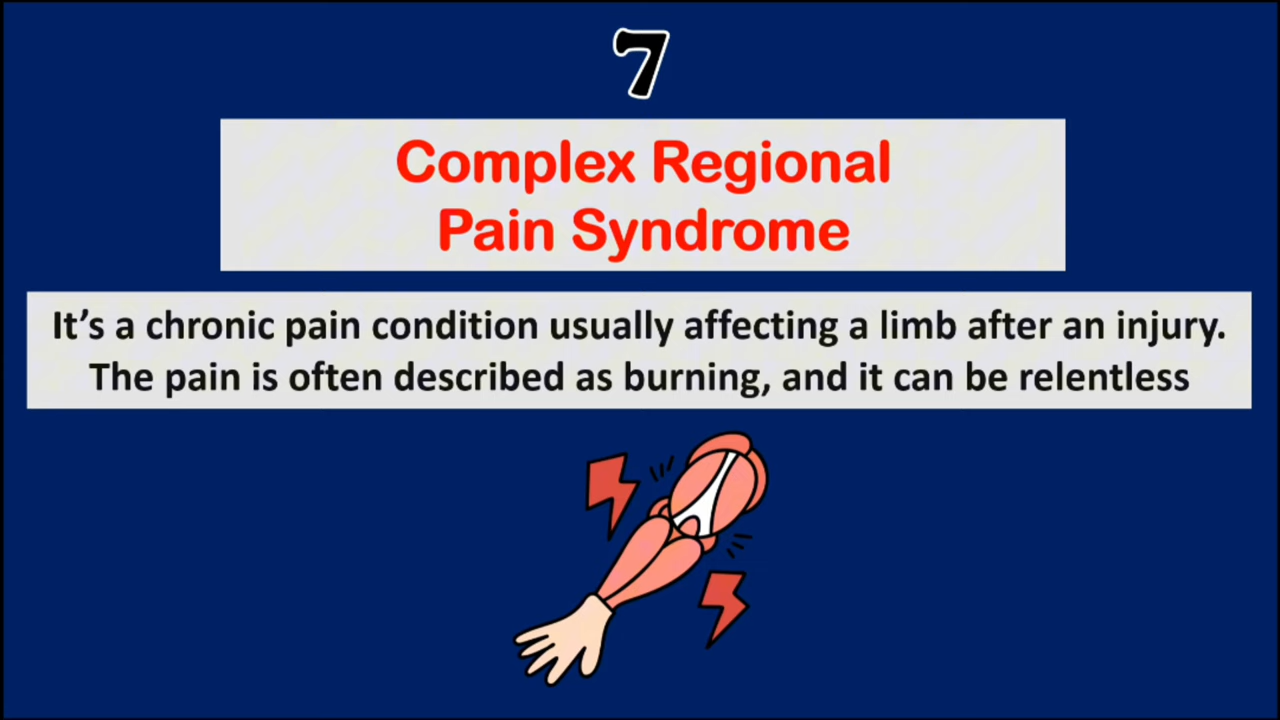 7
Complex Regional
Pain Syndrome
It’s a chronic pain condition usually affecting a limb after an injury.
The pain is often described as burning, and it can be relentless